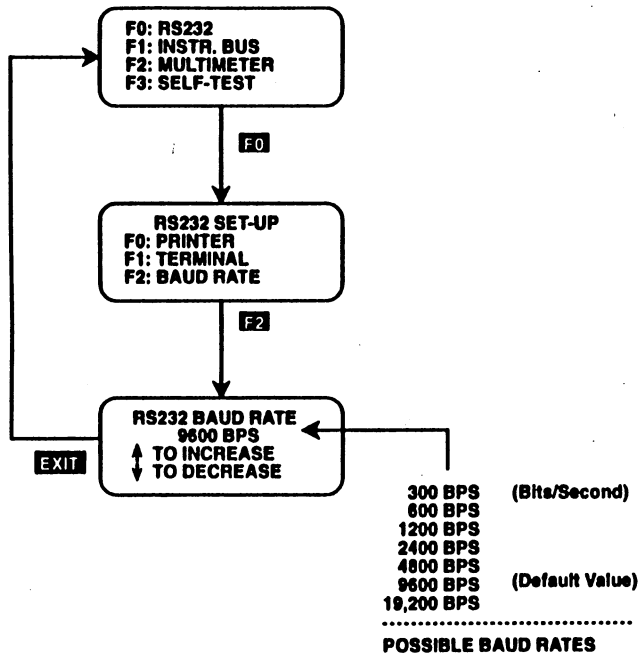 F0: RS232
F1: INSTR. BUS
F2: MULTIMETER
F3: SELF-TEST
F0
RS232 SET-UP
F0: PRINTER
F1: TERMINAL
F2: BAUD RATE
F2
RS232 BAUD RATE
9600 BPS
TO INCREASE
TO DECREASE
EXIT
300 BPS (Bits/Second)
600 BPS
1200 BPS
2400 BPS
4800 BPS
9600 BPS (Default Value)
19,200 BPS
POSSIBLE BAUD RATES